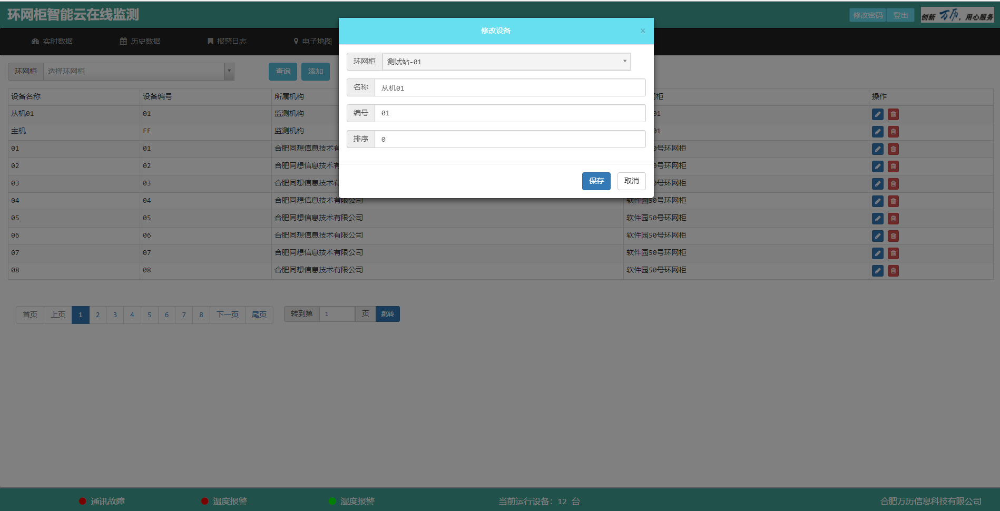 环网柜智能云在线监测
修改密码 登出 创新 万历，用心服务
实时数据 历史数据 报警日志 电子地图
修改设备 ×
环网柜 测试站-01
名称 从机01
编号 01
排序 0
保存 取消
环网柜 选择环网柜 查询 添加
设备名称 设备编号 所属机构 网柜 操作
从机01 01 监测机构 01
主机 FF 监测机构 01
01 01 合肥同想信息技术有 0号环网柜
02 02 合肥同想信息技术有 0号环网柜
03 03 合肥同想信息技术有 0号环网柜
04 04 合肥同想信息技术有限公司 软件园50号环网柜
05 05 合肥同想信息技术有限公司 软件园50号环网柜
06 06 合肥同想信息技术有限公司 软件园50号环网柜
07 07 合肥同想信息技术有限公司 软件园50号环网柜
08 08 合肥同想信息技术有限公司 软件园50号环网柜
首页 上页 1 2 3 4 5 6 7 8 下一页 尾页 转到第 1 页 跳转
通讯故障 温度报警 湿度报警 当前运行设备：12 台 合肥万历信息科技有限公司